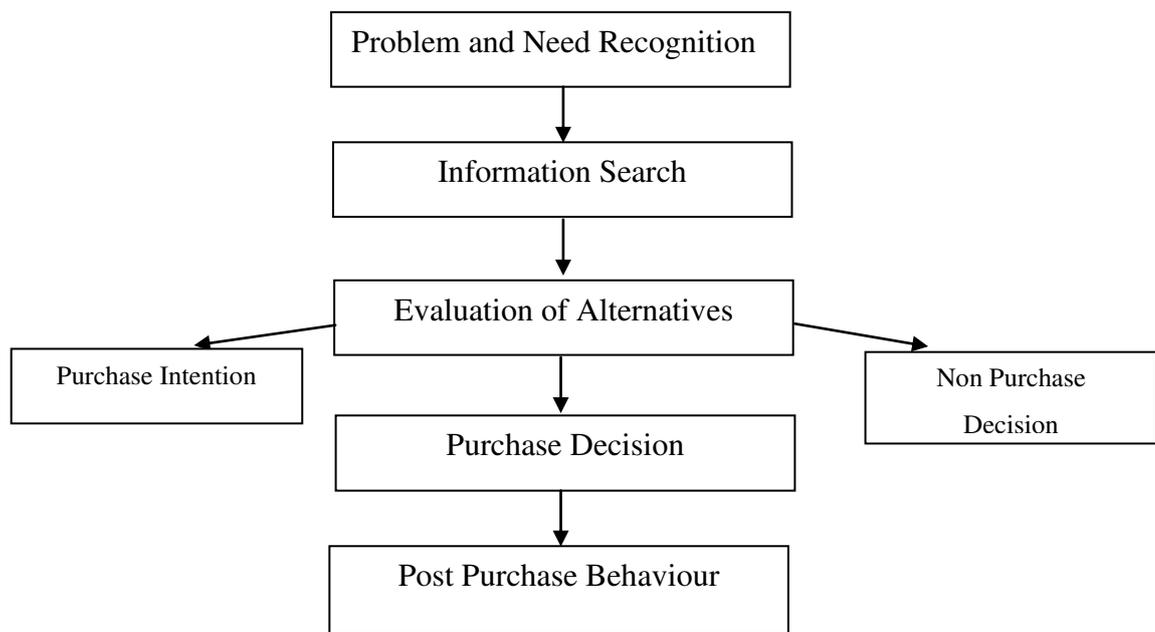 Problem and Need Recognition
Information Search
Evaluation of Alternatives
Purchase Intention
Non Purchase
Decision
Purchase Decision
Post Purchase Behaviour